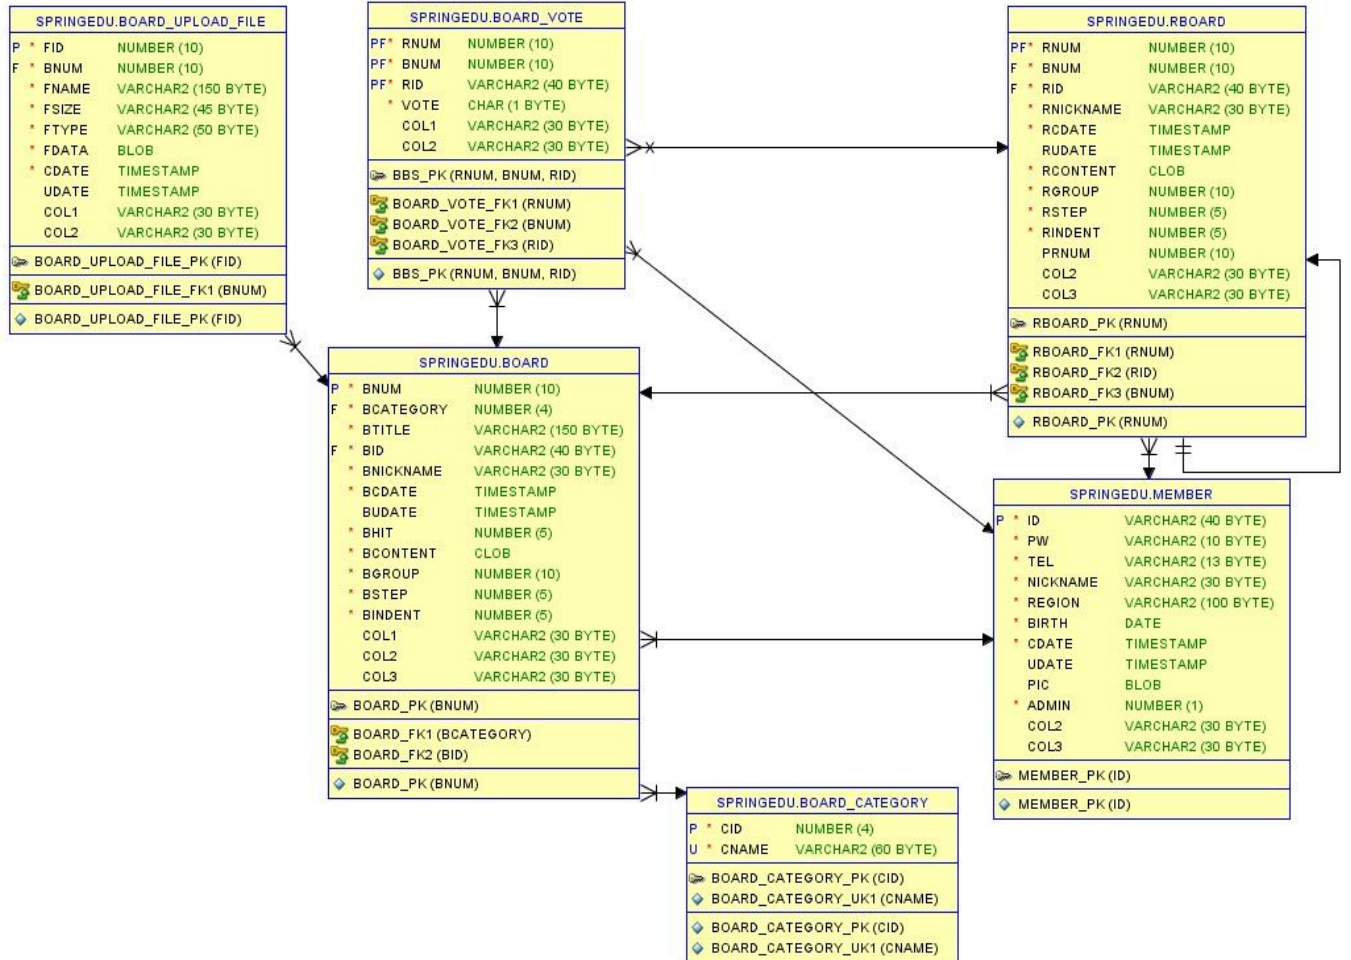 SPRINGEDU.BOARD_UPLOAD_FILE
P * FID NUMBER (10)
F * BNUM NUMBER (10)
* FNAME VARCHAR2 (150 BYTE)
* FSIZE VARCHAR2 (45 BYTE)
* FTYPE VARCHAR2 (50 BYTE)
* FDATA BLOB
* CDATE TIMESTAMP
UDATE TIMESTAMP
COL1 VARCHAR2 (30 BYTE)
COL2 VARCHAR2 (30 BYTE)
BOARD_UPLOAD_FILE_PK (FID)
BOARD_UPLOAD_FILE_FK1 (BNUM)
BOARD_UPLOAD_FILE_PK (FID)
SPRINGEDU.BOARD_VOTE
PF* RNUM NUMBER (10)
PF* BNUM NUMBER (10)
PF* RID VARCHAR2 (40 BYTE)
* VOTE CHAR (1 BYTE)
COL1 VARCHAR2 (30 BYTE)
COL2 VARCHAR2 (30 BYTE)
BBS_PK (RNUM, BNUM, RID)
BOARD_VOTE_FK1 (RNUM)
BOARD_VOTE_FK2 (BNUM)
BOARD_VOTE_FK3 (RID)
BBS_PK (RNUM, BNUM, RID)
SPRINGEDU.RBOARD
PF* RNUM NUMBER (10)
F * BNUM NUMBER (10)
F * RID VARCHAR2 (40 BYTE)
* RNICKNAME VARCHAR2 (30 BYTE)
* RCDATE TIMESTAMP
RUDATE TIMESTAMP
* RCONTENT CLOB
* RGROUP NUMBER (10)
* RSTEP NUMBER (5)
* RINDENT NUMBER (5)
PRNUM NUMBER (10)
COL2 VARCHAR2 (30 BYTE)
COL3 VARCHAR2 (30 BYTE)
RBOARD_PK (RNUM)
RBOARD_FK1 (RNUM)
RBOARD_FK2 (RID)
RBOARD_FK3 (BNUM)
RBOARD_PK (RNUM)
SPRINGEDU.BOARD
P * BNUM NUMBER (10)
F * BCATEGORY NUMBER (4)
* BTITLE VARCHAR2 (150 BYTE)
F * BID VARCHAR2 (40 BYTE)
* BNICKNAME VARCHAR2 (30 BYTE)
* BCDATE TIMESTAMP
BUDATE TIMESTAMP
* BHIT NUMBER (5)
* BCONTENT CLOB
* BGROUP NUMBER (10)
* BSTEP NUMBER (5)
* BINDENT NUMBER (5)
COL1 VARCHAR2 (30 BYTE)
COL2 VARCHAR2 (30 BYTE)
COL3 VARCHAR2 (30 BYTE)
BOARD_PK (BNUM)
BOARD_FK1 (BCATEGORY)
BOARD_FK2 (BID)
BOARD_PK (BNUM)
SPRINGEDU.MEMBER
P * ID VARCHAR2 (40 BYTE)
* PW VARCHAR2 (10 BYTE)
* TEL VARCHAR2 (13 BYTE)
* NICKNAME VARCHAR2 (30 BYTE)
* REGION VARCHAR2 (100 BYTE)
* BIRTH DATE
* CDATE TIMESTAMP
UDATE TIMESTAMP
PIC BLOB
* ADMIN NUMBER (1)
COL2 VARCHAR2 (30 BYTE)
COL3 VARCHAR2 (30 BYTE)
MEMBER_PK (ID)
MEMBER_PK (ID)
SPRINGEDU.BOARD_CATEGORY
P * CID NUMBER (4)
U * CNAME VARCHAR2 (60 BYTE)
BOARD_CATEGORY_PK (CID)
BOARD_CATEGORY_UK1 (CNAME)
BOARD_CATEGORY_PK (CID)
BOARD_CATEGORY_UK1 (CNAME)